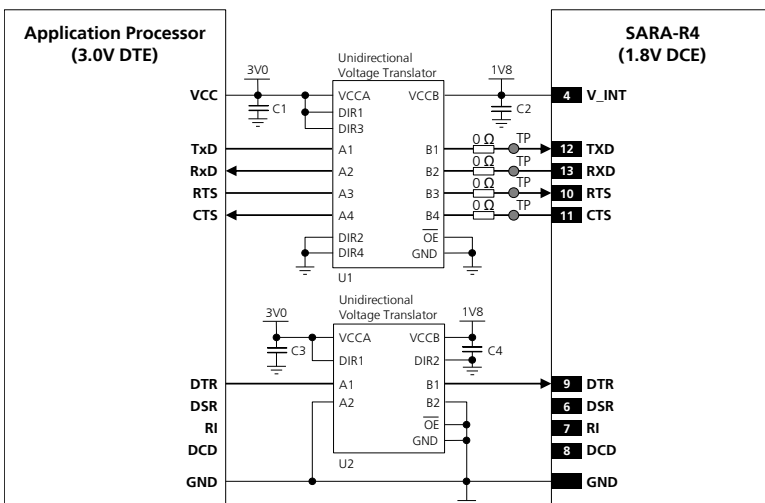 Application Processor
(3.0V DTE)
SARA-R4
(1.8V DCE)
Unidirectional
Voltage Translator
3V0
1V8
VCC
C1
VCCA
VCCB
C2
4
V_INT
DIR1
DIR3
TxD
A1
B1
0 Ω
TP
12
TXD
RxD
A2
B2
0 Ω
TP
13
RXD
RTS
A3
B3
0 Ω
TP
10
RTS
CTS
A4
B4
0 Ω
TP
11
CTS
DIR2
OE
DIR4
GND
U1
Unidirectional
Voltage Translator
3V0
1V8
VCCA
VCCB
C3
DIR1
DIR2
C4
DTR
A1
B1
9
DTR
DSR
A2
B2
6
DSR
RI
OE
7
RI
GND
DCD
8
DCD
U2
GND
GND